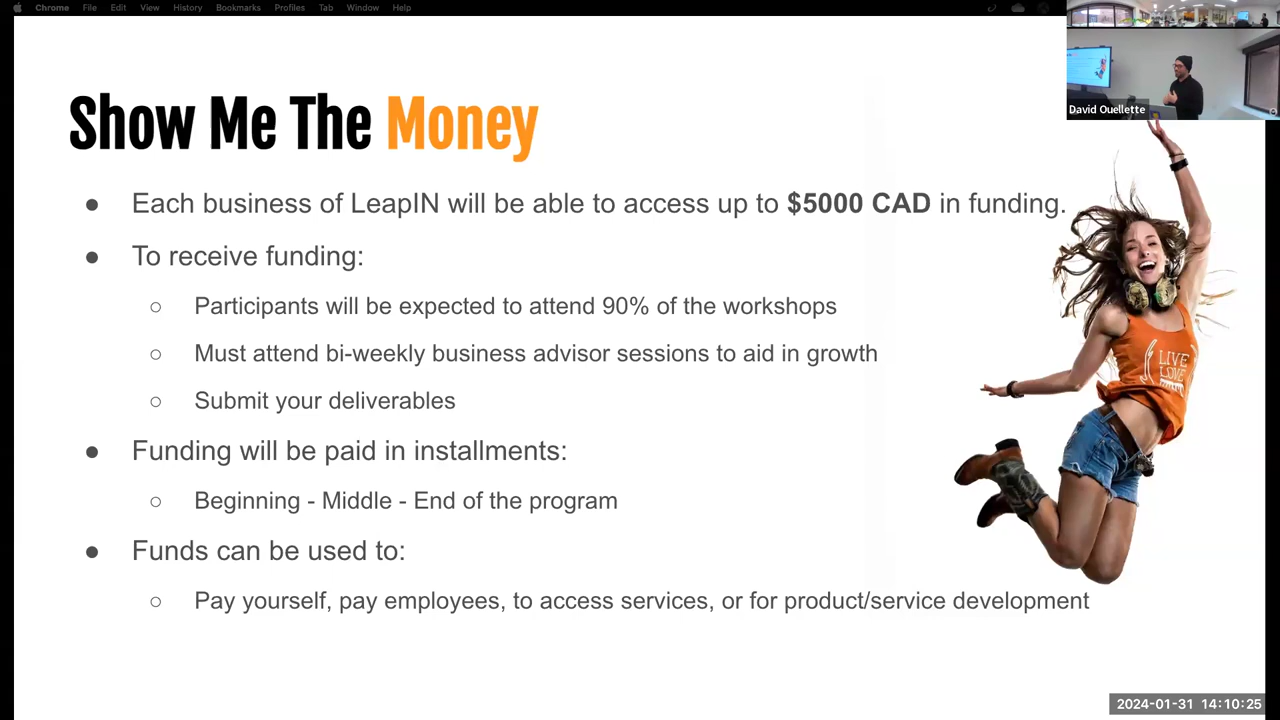 Chrome File Edit View History Bookmarks Profiles Tab Window Help
David Ouellette
Show Me The Money
● Each business of LeapIN will be able to access up to $5000 CAD in funding.
● To receive funding:
○ Participants will be expected to attend 90% of the workshops
○ Must attend bi-weekly business advisor sessions to aid in growth
○ Submit your deliverables
● Funding will be paid in installments:
○ Beginning - Middle - End of the program
● Funds can be used to:
○ Pay yourself, pay employees, to access services, or for product/service development
LIVE
LOVE
2024-01-31 14:10:25